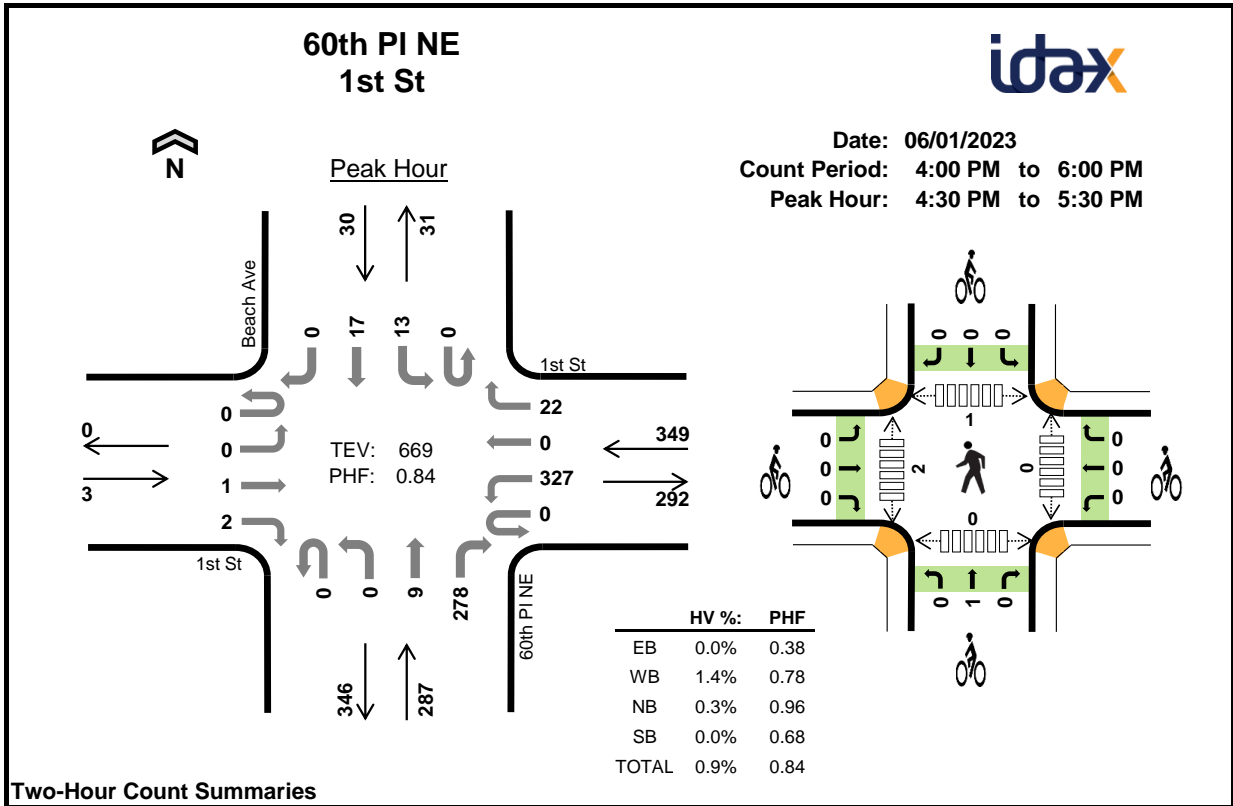 60th Pl NE
1st St
idax
N
Peak Hour
Date: 06/01/2023
Count Period: 4:00 PM to 6:00 PM
Peak Hour: 4:30 PM to 5:30 PM
30
31
Beach Ave
0
17
13
0
1st St
0
0
1
2
0
3
TEV: 669
PHF: 0.84
22
0
327
0
349
292
1st St
0
0
9
278
60th Pl NE
346
287
0 0 0
1
0
0
0
2
0
0
0
0
0
0 1 0
HV %: PHF
EB 0.0% 0.38
WB 1.4% 0.78
NB 0.3% 0.96
SB 0.0% 0.68
TOTAL 0.9% 0.84
Two-Hour Count Summaries